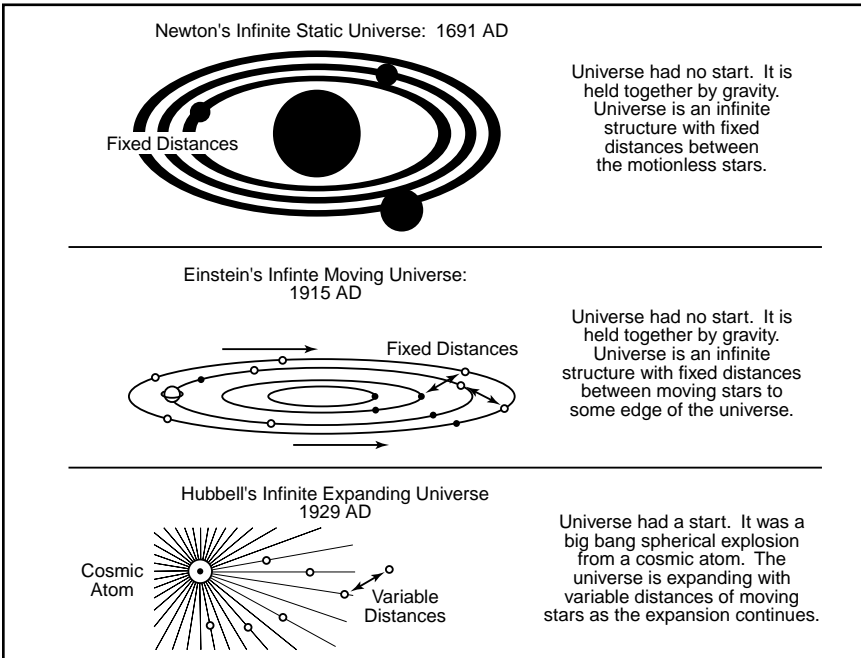 Newton's Infinite Static Universe: 1691 AD
Fixed Distances
Universe had no start. It is
held together by gravity.
Universe is an infinite
structure with fixed
distances between
the motionless stars.
Einstein's Infinte Moving Universe:
1915 AD
Fixed Distances
Universe had no start. It is
held together by gravity.
Universe is an infinite
structure with fixed distances
between moving stars to
some edge of the universe.
Hubbell's Infinite Expanding Universe
1929 AD
Cosmic
Atom
Variable
Distances
Universe had a start. It was a
big bang spherical explosion
from a cosmic atom. The
universe is expanding with
variable distances of moving
stars as the expansion continues.